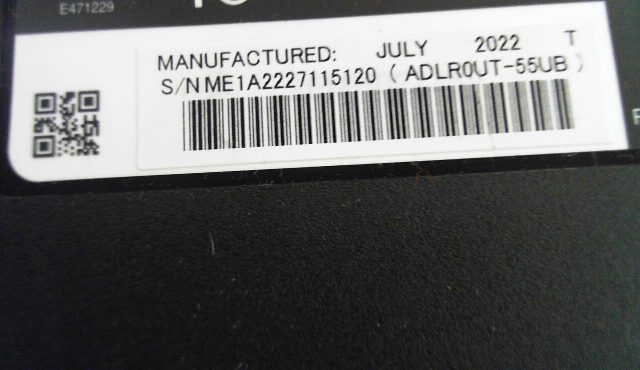 E471229
MANUFACTURED: JULY 2022 T
S/N ME1A2227115120 ( ADLR0UT-55UB )